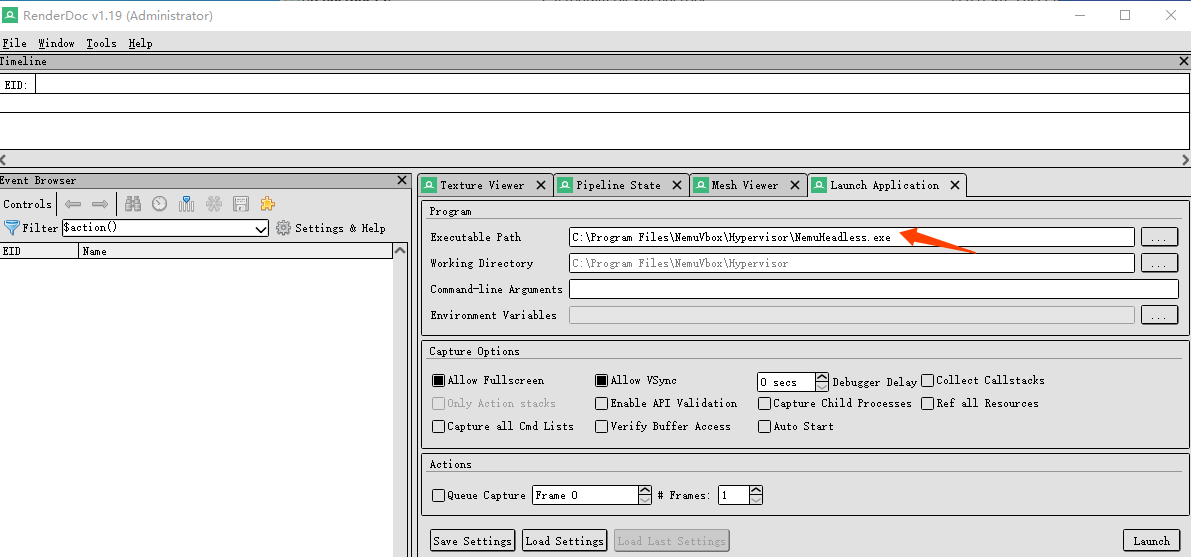 RenderDoc v1.19 (Administrator)
File Window Tools Help
Timeline
EID:
Event Browser
Controls
Filter $action() Settings & Help
EID Name
Texture Viewer Pipeline State Mesh Viewer Launch Application
Program
Executable Path C:\Program Files\NemuVbox\Hypervisor\NemuHeadless.exe ...
Working Directory C:\Program Files\NemuVbox\Hypervisor ...
Command-line Arguments
Environment Variables ...
Capture Options
Allow Fullscreen Allow VSync 0 secs Debugger Delay Collect Callstacks
Only Action stacks Enable API Validation Capture Child Processes Ref all Resources
Capture all Cmd Lists Verify Buffer Access Auto Start
Actions
Queue Capture Frame 0 # Frames: 1
Save Settings Load Settings Load Last Settings Launch